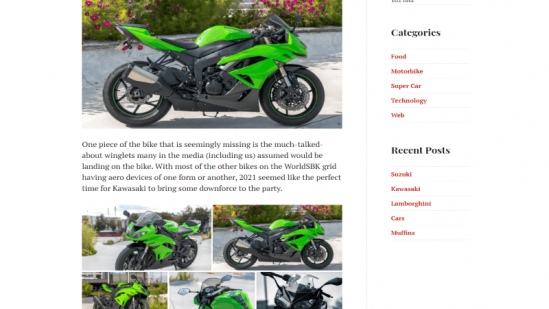 Categories
Food
Motorbike
Super Car
Technology
Web
One piece of the bike that is seemingly missing is the much-talked-
about winglets many in the media (including us) assumed would be
landing on the bike. With most of the other bikes on the WorldSBK grid
having aero devices of one form or another, 2021 seemed like the perfect
time for Kawasaki to bring some downforce to the party.
Recent Posts
Suzuki
Kawasaki
Lamborghini
Cars
Muffins